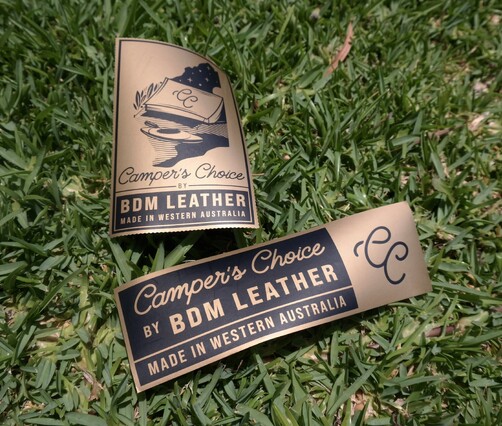 CC
Camper's Choice
BY
BDM LEATHER
MADE IN WESTERN AUSTRALIA
Camper's Choice
BY BDM LEATHER
MADE IN WESTERN AUSTRALIA
CC